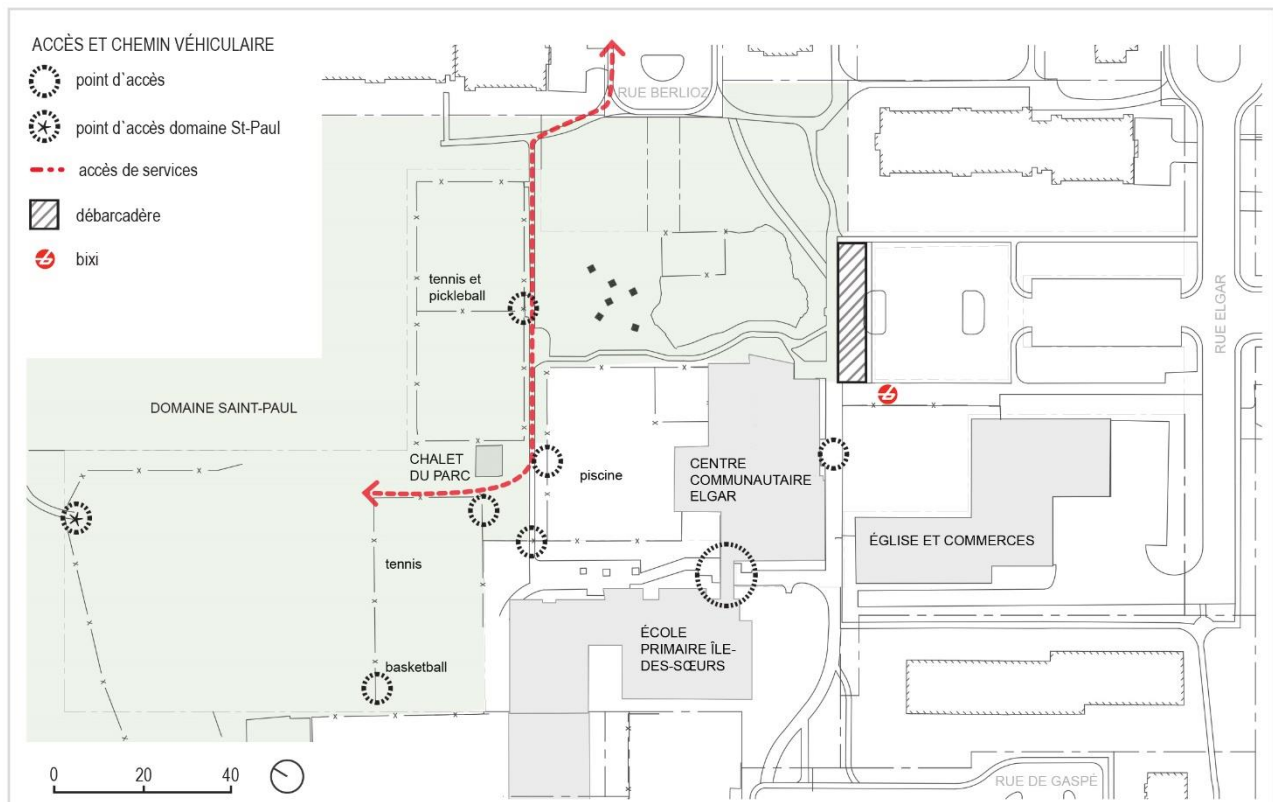 ACCÈS ET CHEMIN VÉHICULAIRE
point d`accès
point d`accès domaine St-Paul
accès de services
débarcadère
bixi
RUE BERLIOZ
tennis et
pickleball
RUE ELGAR
DOMAINE SAINT-PAUL
CHALET
DU PARC
piscine
CENTRE
COMMUNAUTAIRE
ELGAR
ÉGLISE ET COMMERCES
tennis
ÉCOLE
PRIMAIRE ÎLE-
DES-SŒURS
basketball
0 20 40
RUE DE GASPÉ